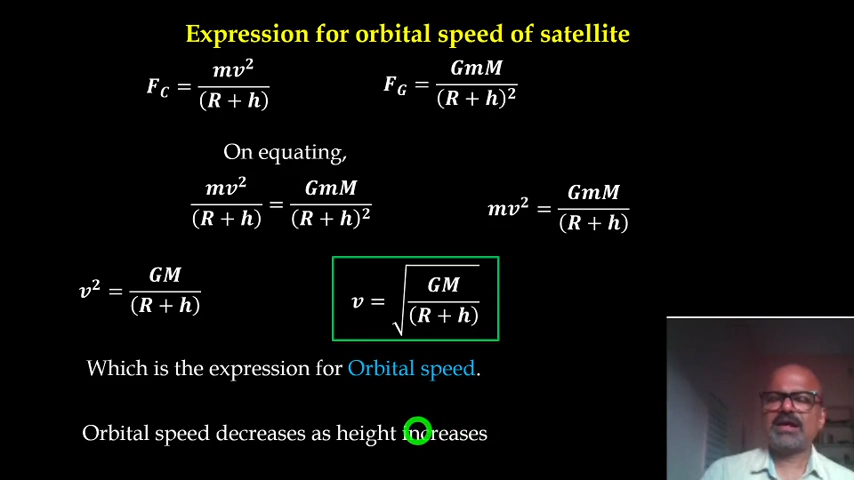 Expression for orbital speed of satellite
F_C = mv²/(R + h)    F_G = GmM/(R + h)²
On equating,
mv²/(R + h) = GmM/(R + h)²    mv² = GmM/(R + h)
v² = GM/(R + h)    v = √(GM/(R + h))
Which is the expression for Orbital speed.
Orbital speed decreases as height increases